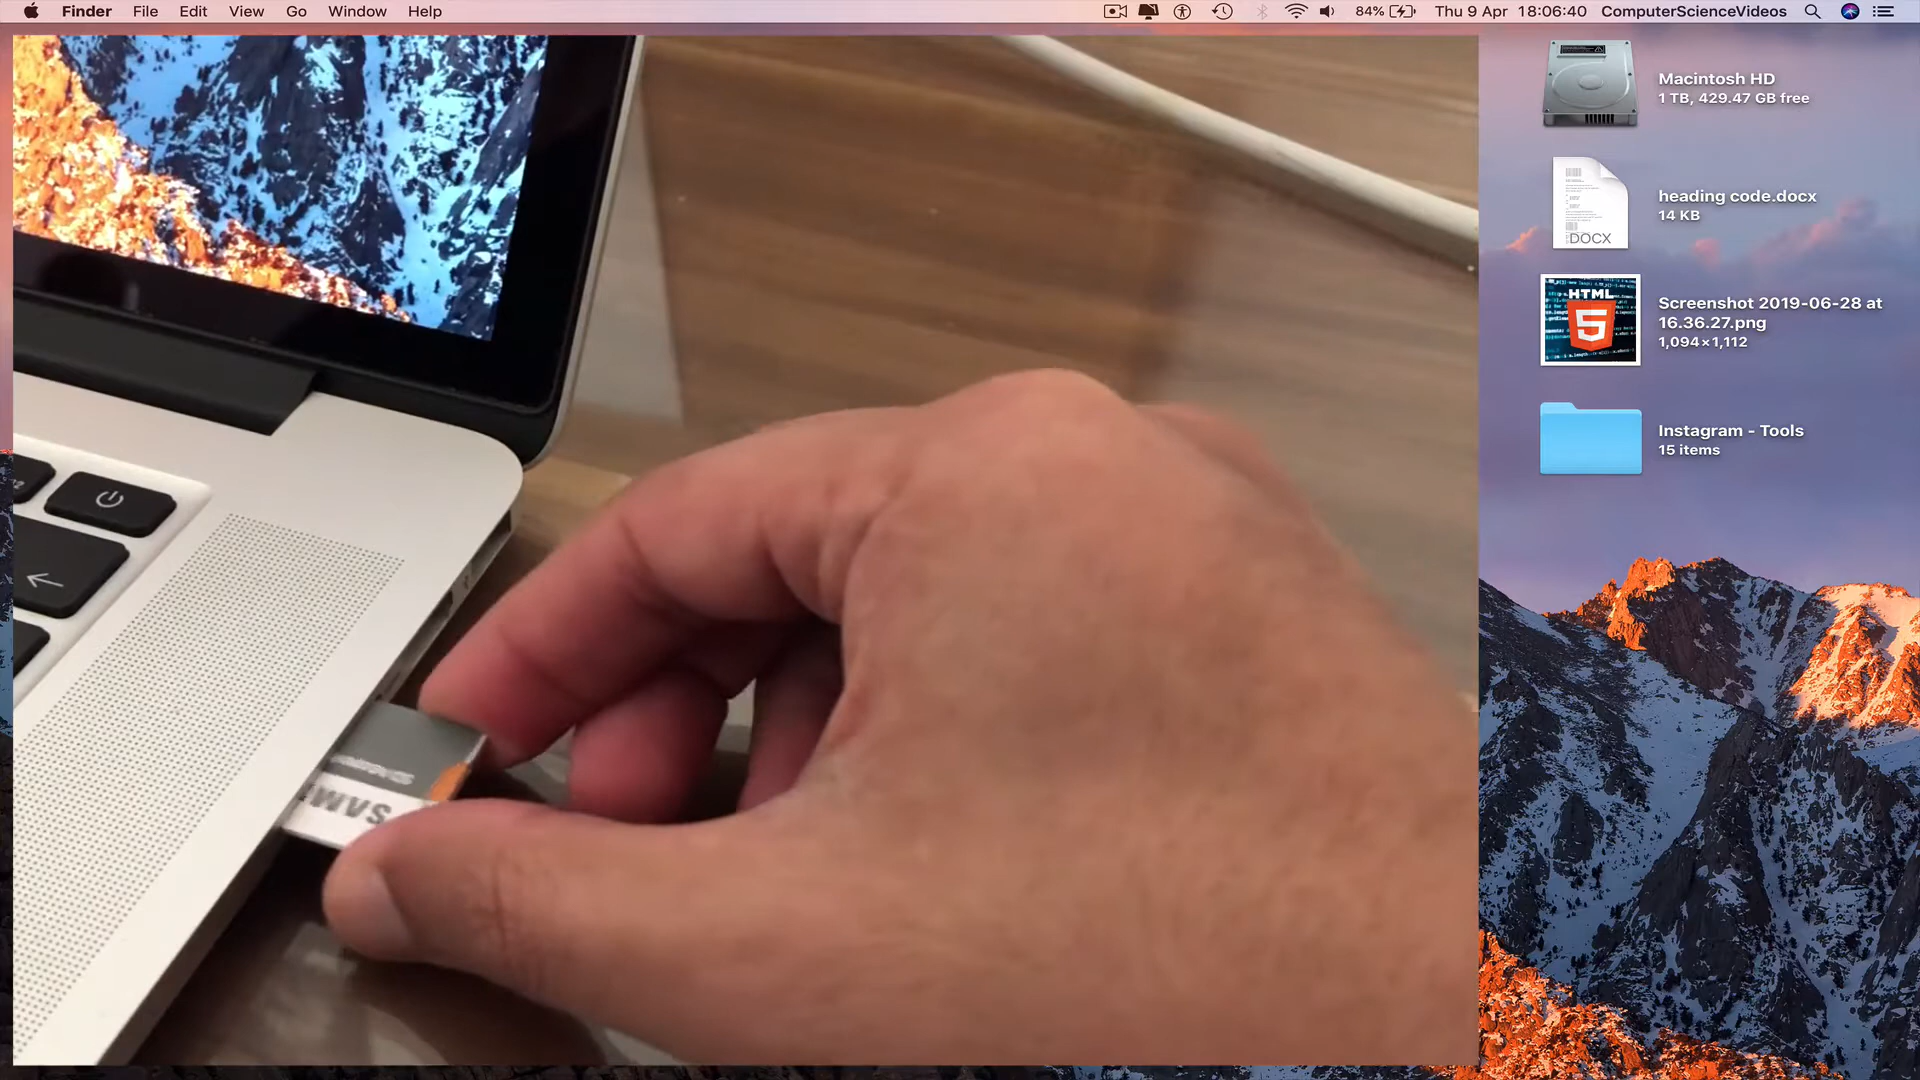 Finder File Edit View Go Window Help 84% Thu 9 Apr 18:06:40 ComputerScienceVideos
Macintosh HD
1 TB, 429.47 GB free
heading code.docx
14 KB
DOCX
HTML
5
Screenshot 2019-06-28 at
16.36.27.png
1,094×1,112
Instagram - Tools
15 items